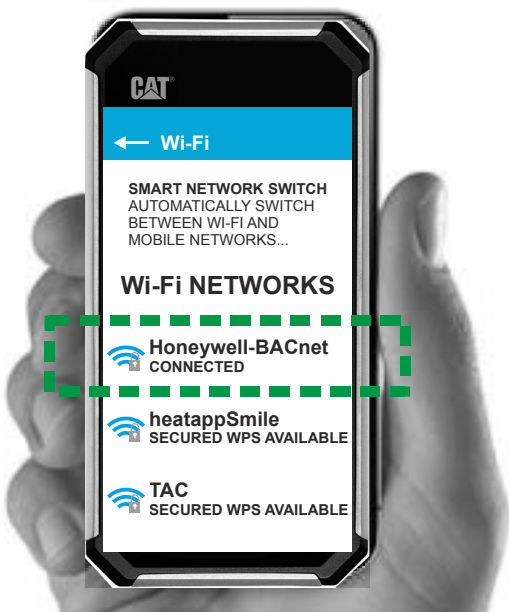 CAT®
Wi-Fi
SMART NETWORK SWITCH
AUTOMATICALLY SWITCH
BETWEEN WI-FI AND
MOBILE NETWORKS...
Wi-Fi NETWORKS
Honeywell-BACnet
CONNECTED
heatappSmile
SECURED WPS AVAILABLE
TAC
SECURED WPS AVAILABLE